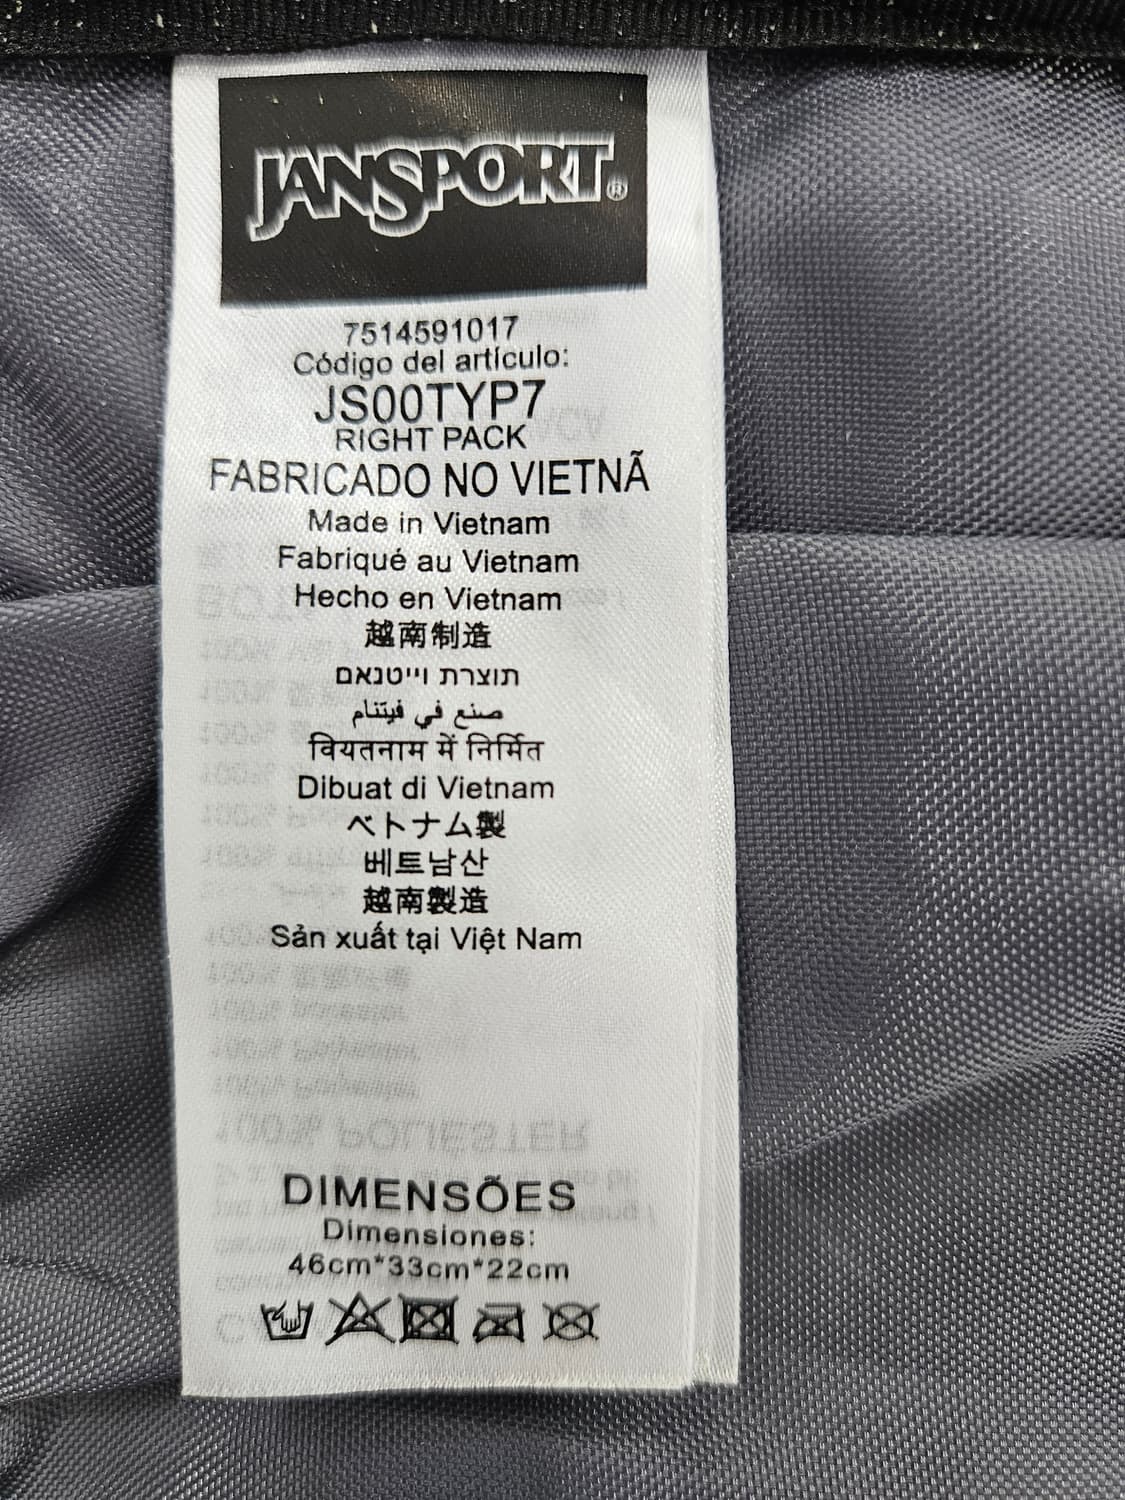 JANSPORT®
7514591017
Código del artículo:
JS00TYP7
RIGHT PACK
FABRICADO NO VIETNÃ
Made in Vietnam
Fabriqué au Vietnam
Hecho en Vietnam
越南制造
תוצרת וייטנאם
صنع في فيتنام
वियतनाम में निर्मित
Dibuat di Vietnam
ベトナム製
베트남산
越南製造
Sản xuất tại Việt Nam
100% POLIÉSTER
DIMENSÕES
Dimensiones:
46cm*33cm*22cm